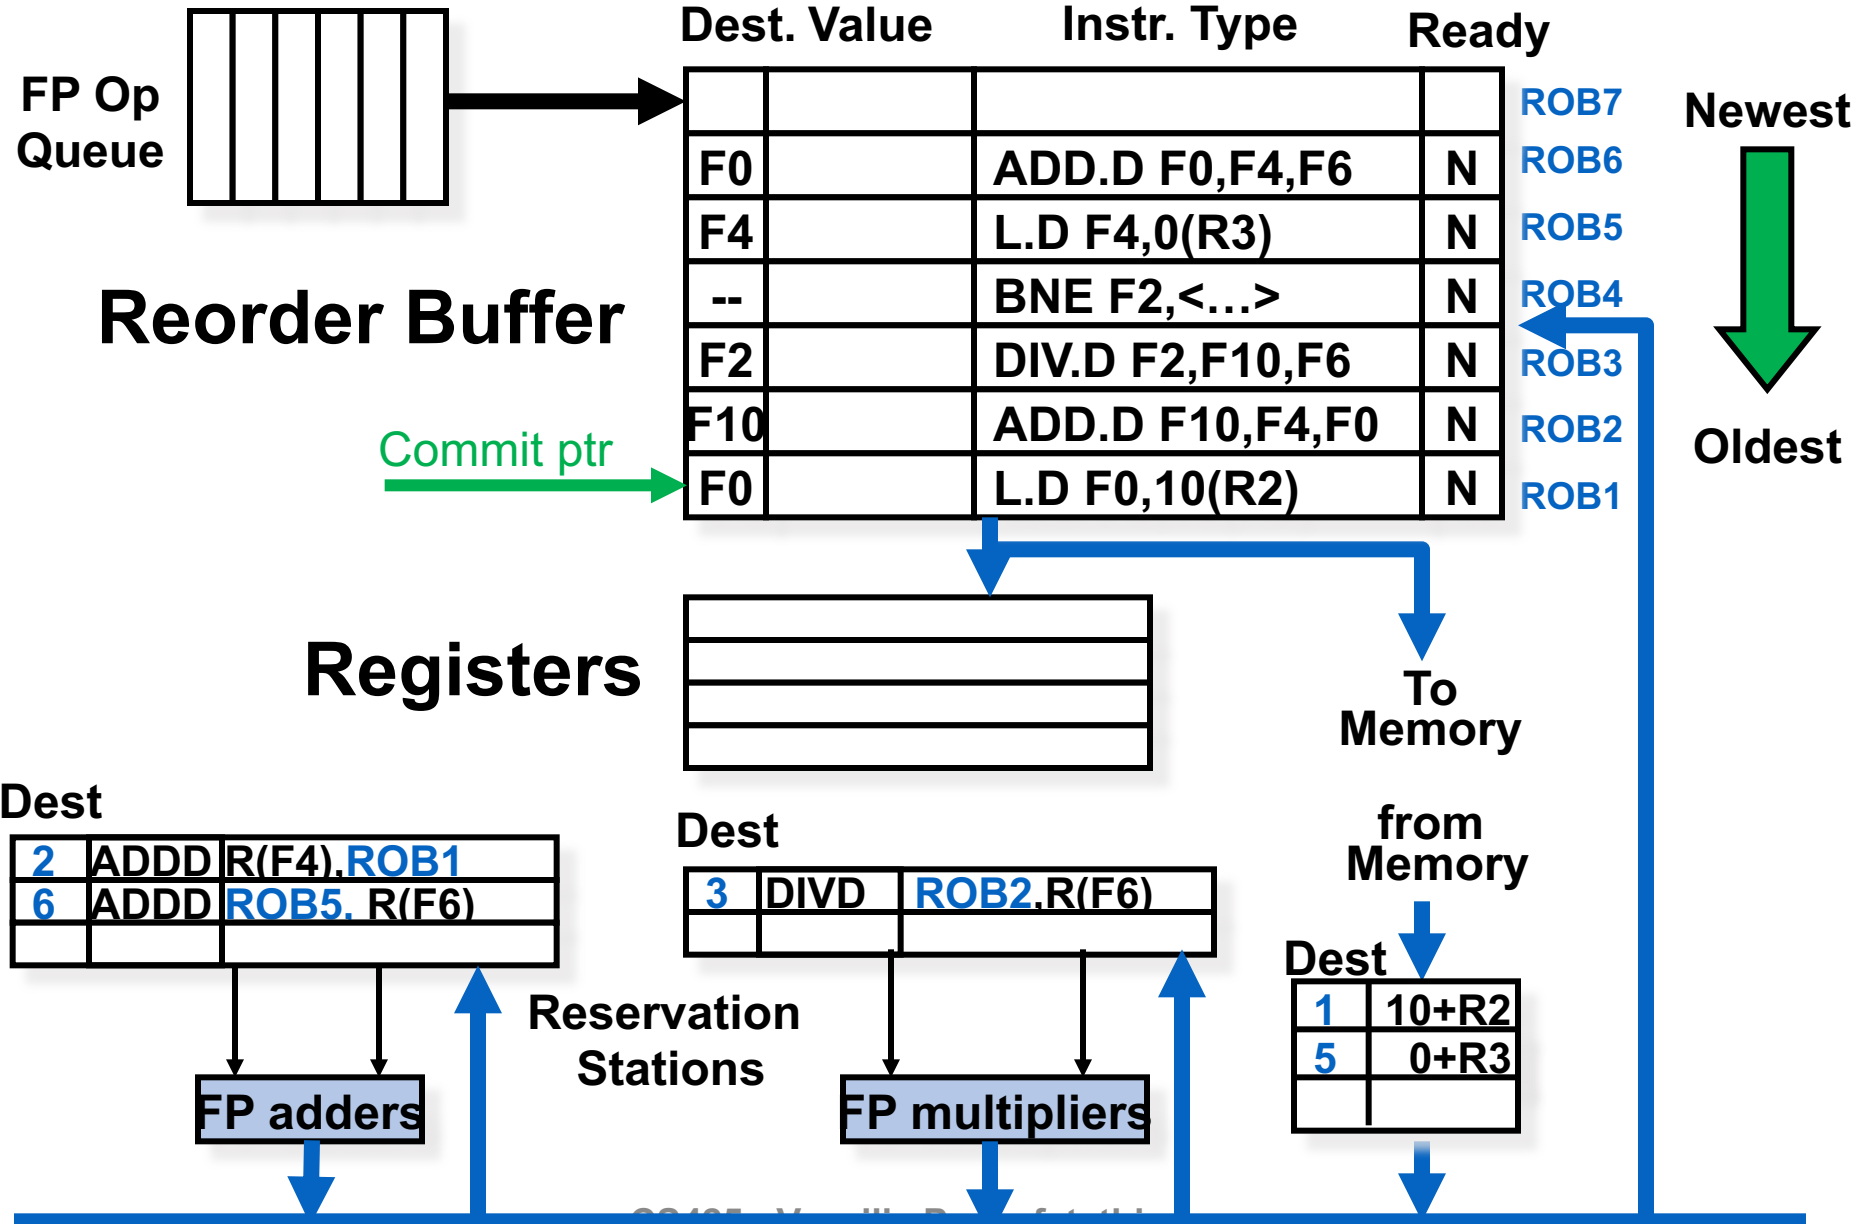 Dest. Value Instr. Type Ready
FP Op
Queue
ROB7
F0 ADD.D F0,F4,F6 N ROB6
F4 L.D F4,0(R3) N ROB5
-- BNE F2,<...> N ROB4
F2 DIV.D F2,F10,F6 N ROB3
F10 ADD.D F10,F4,F0 N ROB2
F0 L.D F0,10(R2) N ROB1
Newest
Oldest
Reorder Buffer
Commit ptr
Registers
To
Memory
from
Memory
Dest
2 ADDD R(F4),ROB1
6 ADDD ROB5, R(F6)
Dest
3 DIVD ROB2,R(F6)
Dest
1 10+R2
5 0+R3
Reservation
Stations
FP adders
FP multipliers